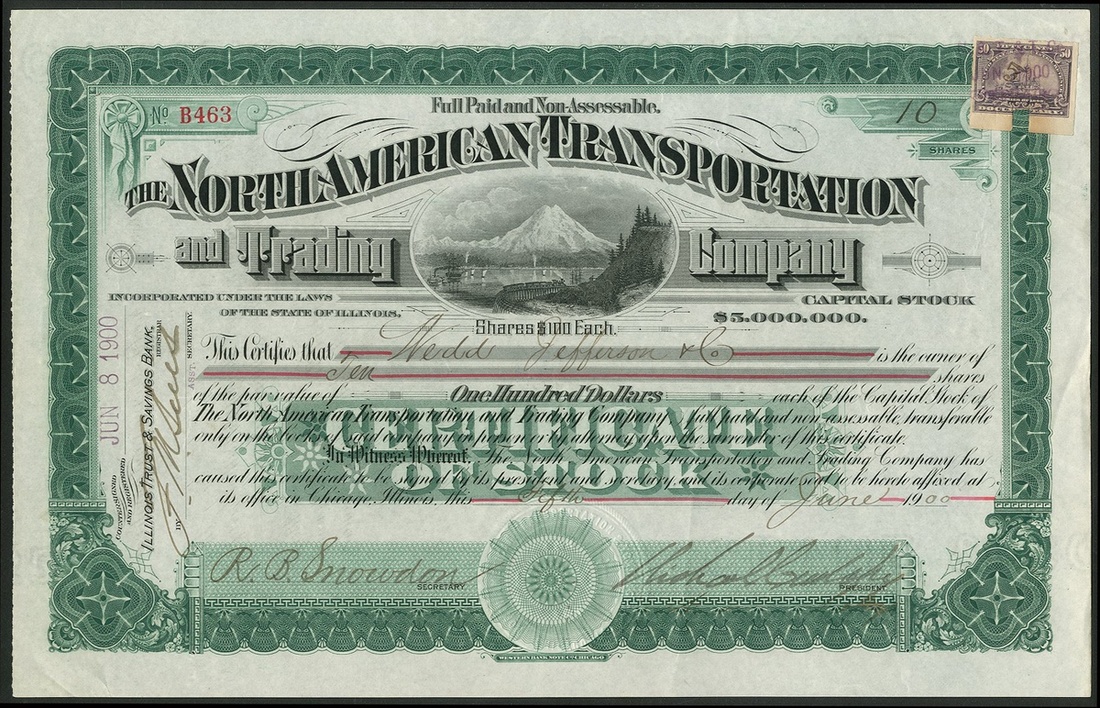 Full Paid and Non-Assessable.
No B463
10
SHARES
50 50
THE NORTH AMERICAN TRANSPORTATION
and Trading Company
INCORPORATED UNDER THE LAWS
OF THE STATE OF ILLINOIS.
CAPITAL STOCK
$5.000.000.
Shares $100 Each.
This Certifies that Jefferson & Co is the owner of
Ten shares
of the par value of One Hundred Dollars each of the Capital Stock of
The North American Transportation and Trading Company, full paid and non-assessable, transferable
only on the books of said Company in person or by attorney upon the surrender of this certificate.
In Witness Whereof, The North American Transportation and Trading Company has
caused this certificate to be signed by its president and secretary, and its corporate seal to be hereto affixed at
its office in Chicago, Illinois, this Fifth day of June 1900
CERTIFICATE
OF STOCK
COUNTERSIGNED
AND REGISTERED
JUN 8 1900
ILLINOIS TRUST & SAVINGS BANK,
REGISTRAR
BY
ASST. SECRETARY.
R. B. Snowden
SECRETARY
PRESIDENT
WESTERN BANK NOTE CO. CHICAGO